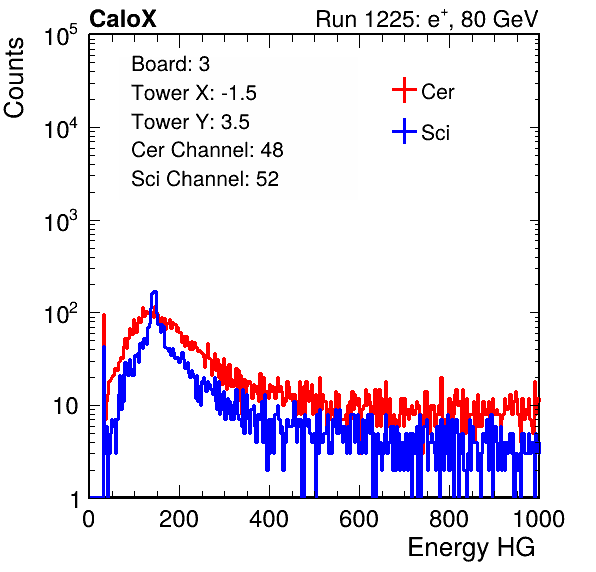 CaloX Run 1225: e⁺, 80 GeV
Counts
Board: 3
Tower X: -1.5
Tower Y: 3.5
Cer Channel: 48
Sci Channel: 52
Cer
Sci
10⁵
10⁴
10³
10²
10
1
0 200 400 600 800 1000
Energy HG